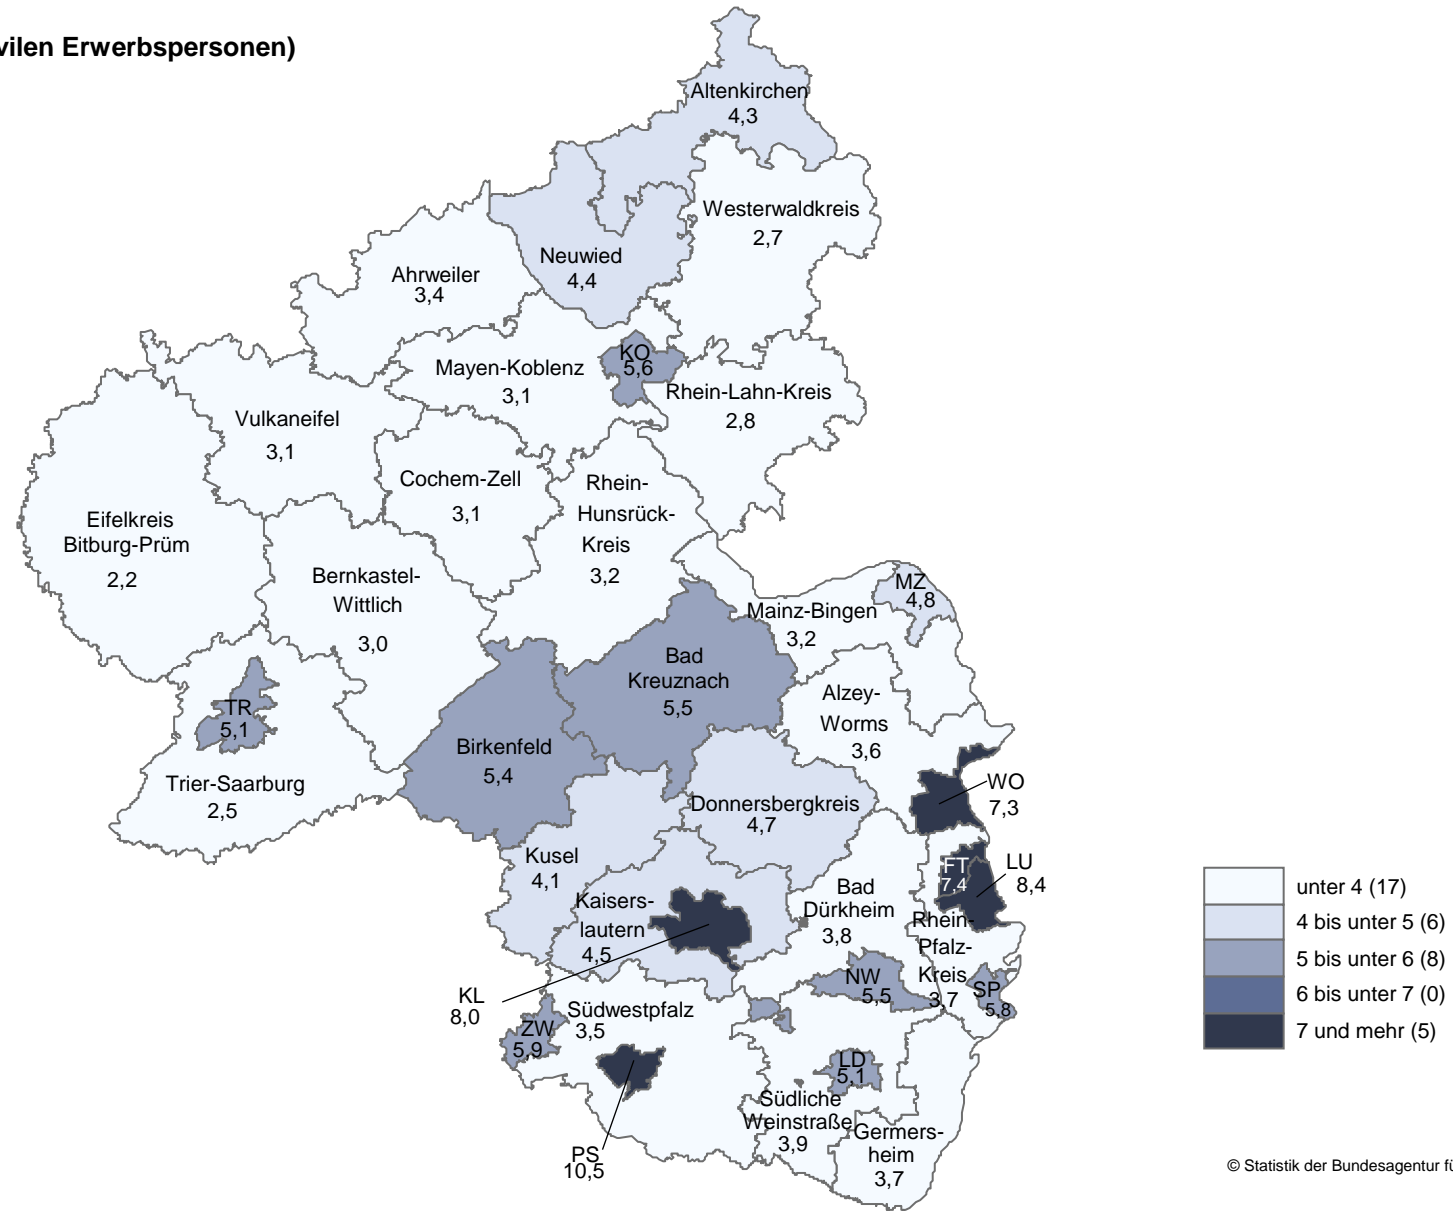 vilen Erwerbspersonen)
Altenkirchen
4,3
Westerwaldkreis
2,7
Neuwied
4,4
Ahrweiler
3,4
KO
5,6
Mayen-Koblenz
3,1
Rhein-Lahn-Kreis
2,8
Vulkaneifel
3,1
Cochem-Zell
3,1
Rhein-
Hunsrück-
Kreis
3,2
Eifelkreis
Bitburg-Prüm
2,2
Bernkastel-
Wittlich
3,0
MZ
4,8
Mainz-Bingen
3,2
Bad
Kreuznach
5,5
Alzey-
Worms
3,6
TR
5,1
Birkenfeld
5,4
Trier-Saarburg
2,5
WO
7,3
Donnersbergkreis
4,7
Kusel
4,1
FT
7,4
LU
8,4
Kaisers-
lautern
4,5
Bad
Dürkheim
3,8
Rhein-
Pfalz-
Kreis
3,7
NW
5,5
SP
5,8
KL
8,0
Südwestpfalz
3,5
ZW
5,9
LD
5,1
Südliche
Weinstraße
3,9
Germers-
heim
3,7
PS
10,5
unter 4 (17)
4 bis unter 5 (6)
5 bis unter 6 (8)
6 bis unter 7 (0)
7 und mehr (5)
© Statistik der Bundesagentur fü